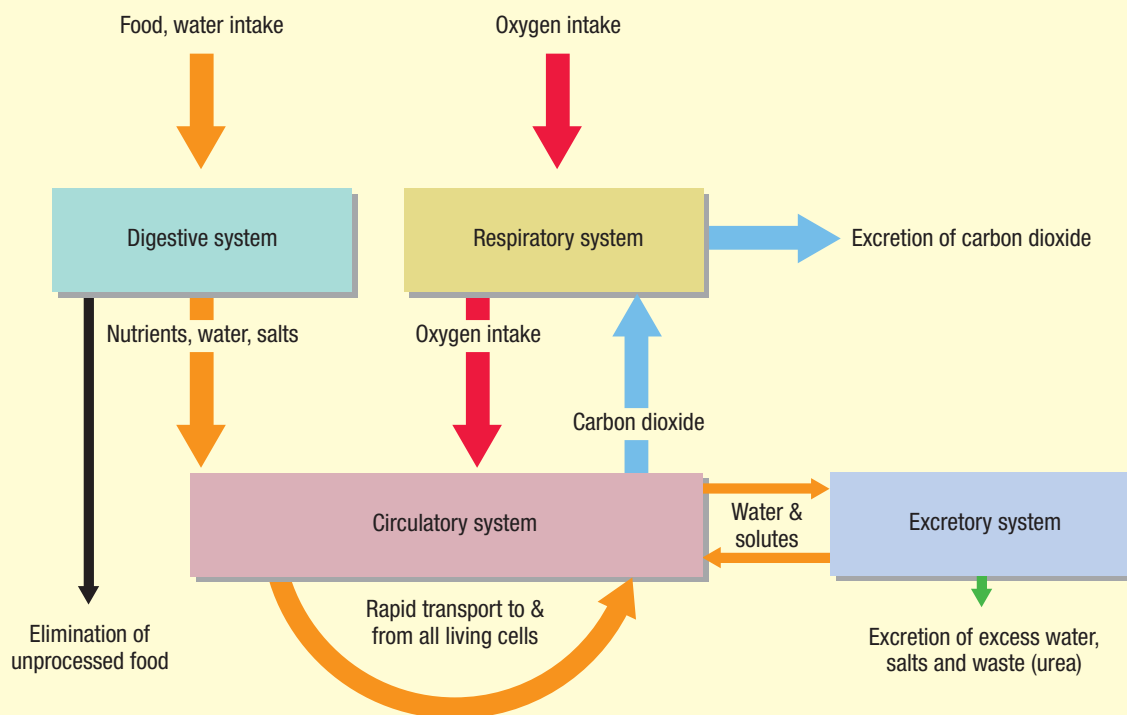 Food, water intake
Oxygen intake
Digestive system
Respiratory system
Excretion of carbon dioxide
Nutrients, water, salts
Oxygen intake
Carbon dioxide
Circulatory system
Water &
solutes
Excretory system
Rapid transport to &
from all living cells
Elimination of
unprocessed food
Excretion of excess water,
salts and waste (urea)